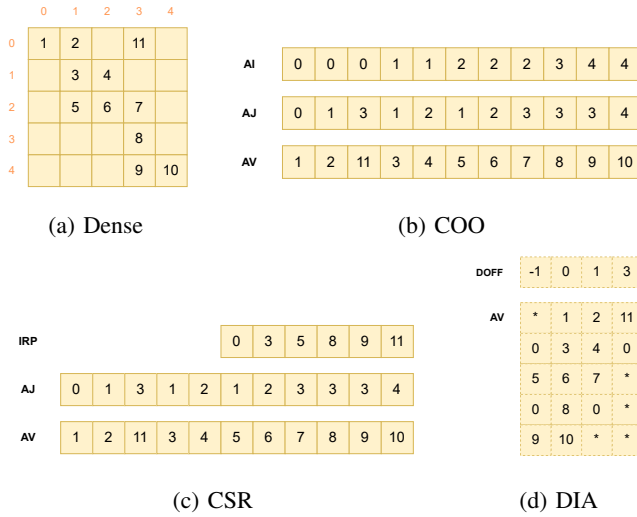 0 1 2 3 4
0 1 2 11
1 3 4
2 5 6 7
3 8
4 9 10
(a) Dense
AI 0 0 0 1 1 2 2 2 3 4 4
AJ 0 1 3 1 2 1 2 3 3 3 4
AV 1 2 11 3 4 5 6 7 8 9 10
(b) COO
IRP 0 3 5 8 9 11
AJ 0 1 3 1 2 1 2 3 3 3 4
AV 1 2 11 3 4 5 6 7 8 9 10
(c) CSR
DOFF -1 0 1 3
AV * 1 2 11
0 3 4 0
5 6 7 *
0 8 0 *
9 10 * *
(d) DIA